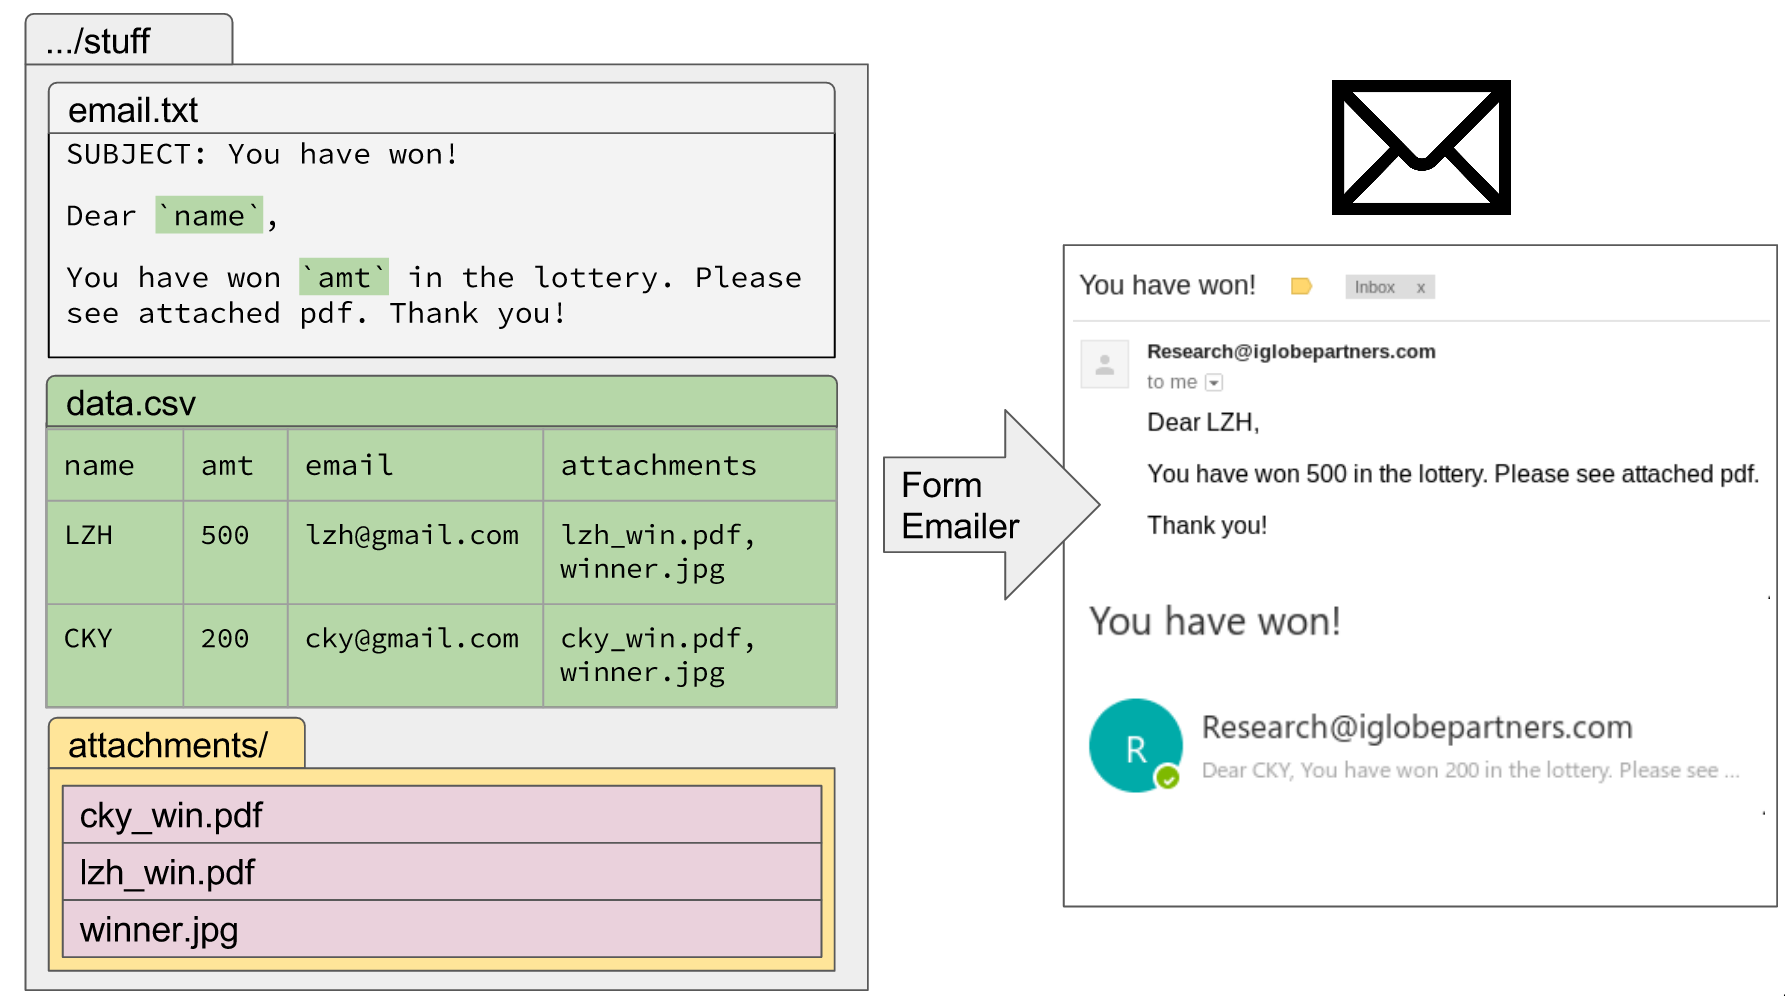 .../stuff
email.txt
SUBJECT: You have won!
Dear `name`,
You have won `amt` in the lottery. Please
see attached pdf. Thank you!
data.csv
name amt email attachments
LZH 500 lzh@gmail.com lzh_win.pdf,
winner.jpg
CKY 200 cky@gmail.com cky_win.pdf,
winner.jpg
attachments/
cky_win.pdf
lzh_win.pdf
winner.jpg
Form
Emailer
You have won!
Inbox x
Research@iglobepartners.com
to me
Dear LZH,
You have won 500 in the lottery. Please see attached pdf.
Thank you!
You have won!
R
Research@iglobepartners.com
Dear CKY, You have won 200 in the lottery. Please see ...